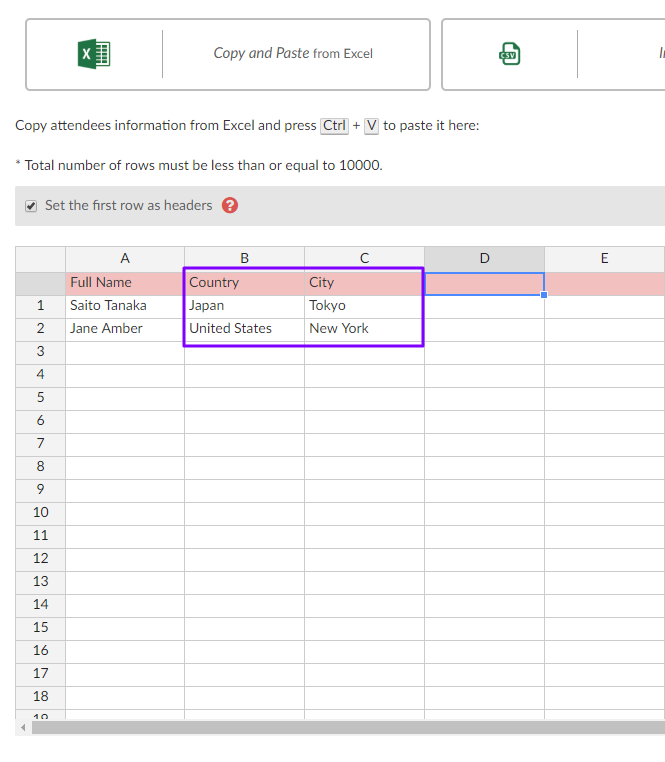 X
Copy and Paste from Excel
CSV
Copy attendees information from Excel and press Ctrl + V to paste it here:
* Total number of rows must be less than or equal to 10000.
Set the first row as headers ?
A B C D E
Full Name Country City
1 Saito Tanaka Japan Tokyo
2 Jane Amber United States New York
3
4
5
6
7
8
9
10
11
12
13
14
15
16
17
18
19